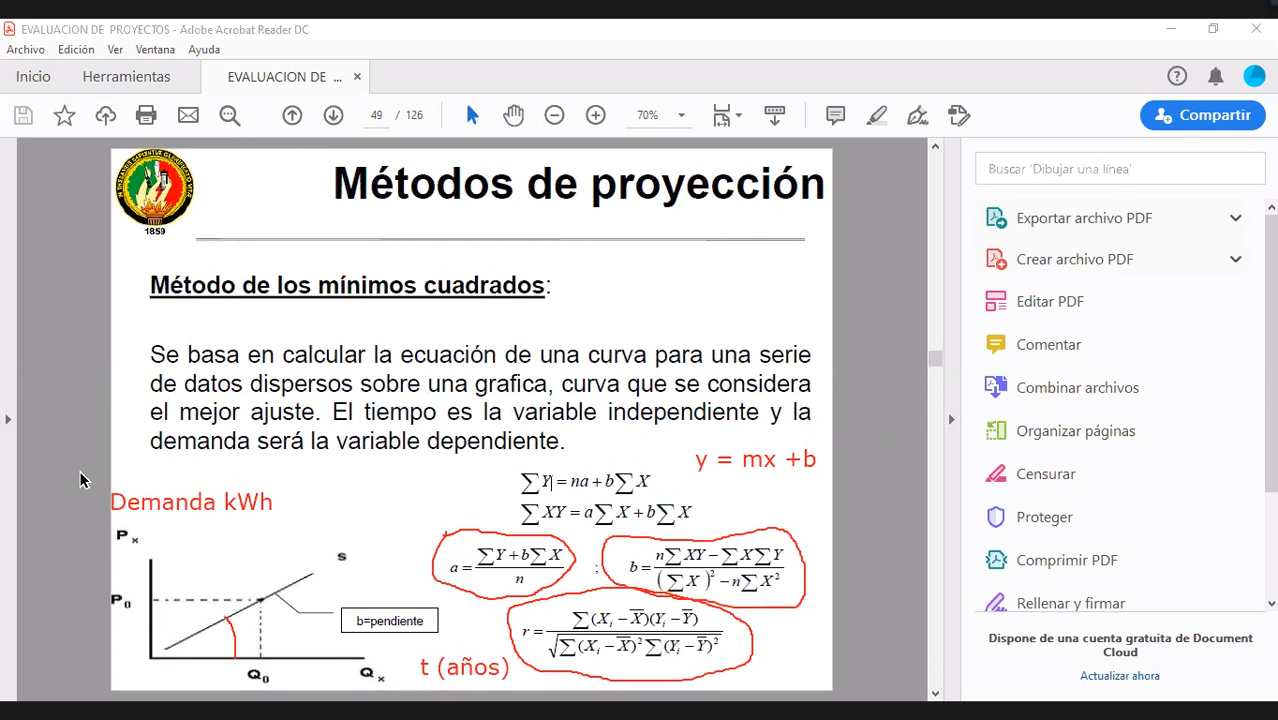 EVALUACION DE PROYECTOS - Adobe Acrobat Reader DC
Archivo Edición Ver Ventana Ayuda
Inicio Herramientas EVALUACION DE ... ×
49 / 126 70% Compartir
Métodos de proyección
1859
Método de los mínimos cuadrados:
Se basa en calcular la ecuación de una curva para una serie
de datos dispersos sobre una grafica, curva que se considera
el mejor ajuste. El tiempo es la variable independiente y la
demanda será la variable dependiente.
y = mx +b
∑Y = na + b∑X
∑XY = a∑X + b∑X
a = (∑Y + b∑X) / n ; b = (n∑XY − ∑X∑Y) / ((∑X)² − n∑X²)
r = ∑(Xᵢ − X̄)(Yᵢ − Ȳ) / √(∑(Xᵢ − X̄)² ∑(Yᵢ − Ȳ)²)
Demanda kWh
Pₓ
s
P₀
b=pendiente
Q₀ Qₓ
t (años)
Buscar 'Dibujar una línea'
Exportar archivo PDF
Crear archivo PDF
Editar PDF
Comentar
Combinar archivos
Organizar páginas
Censurar
Proteger
Comprimir PDF
Rellenar y firmar
Dispone de una cuenta gratuita de Document
Cloud
Actualizar ahora